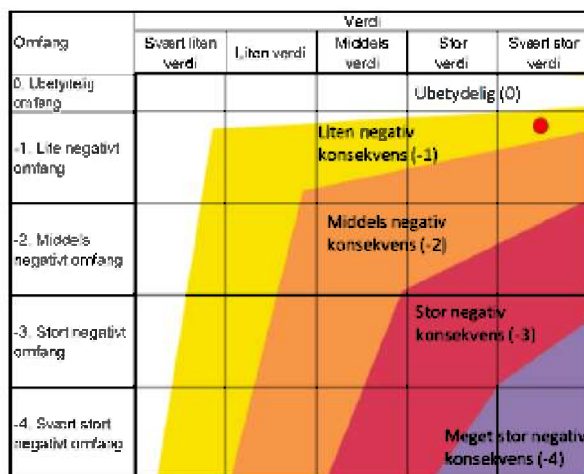 Verdi
Omfang
Svært liten
verdi
Liten verdi
Middels
verdi
Stor
verdi
Svært stor
verdi
0. Ubetydelig
omfang
Ubetydelig (0)
-1. Lite negativt
omfang
Liten negativ
konsekvens (-1)
-2. Middels
negativt omfang
Middels negativ
konsekvens (-2)
-3. Stort negativt
omfang
Stor negativ
konsekvens (-3)
-4. Svært stort
negativt omfang
Meget stor negativ
konsekvens (-4)